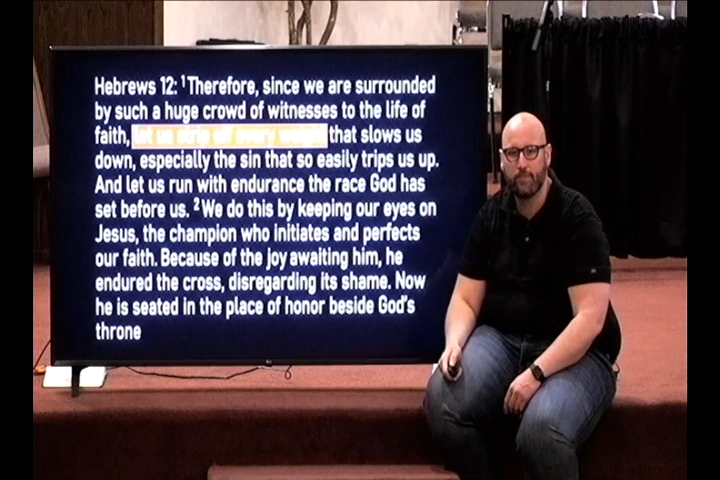 Hebrews 12: ¹Therefore, since we are surrounded
by such a huge crowd of witnesses to the life of
faith, let us strip off every weight that slows us
down, especially the sin that so easily trips us up.
And let us run with endurance the race God has
set before us. ²We do this by keeping our eyes on
Jesus, the champion who initiates and perfects
our faith. Because of the joy awaiting him, he
endured the cross, disregarding its shame. Now
he is seated in the place of honor beside God's
throne